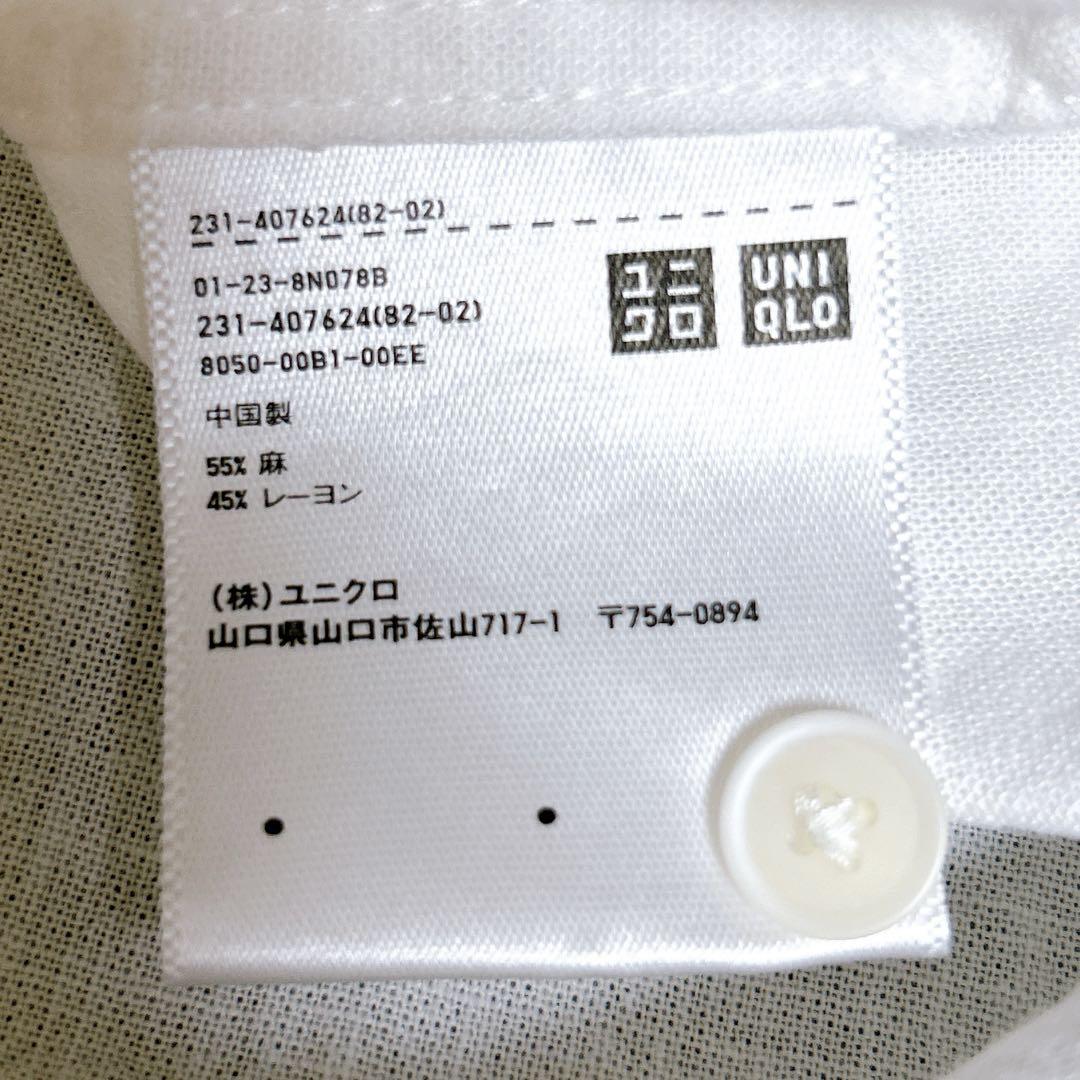 231-407624(82-02)
01-23-8N078B
231-407624(82-02)
8050-00B1-00EE
ユニ
クロ
UNI
QLO
中国製
55% 麻
45% レーヨン
(株)ユニクロ
山口県山口市佐山717-1 〒754-0894